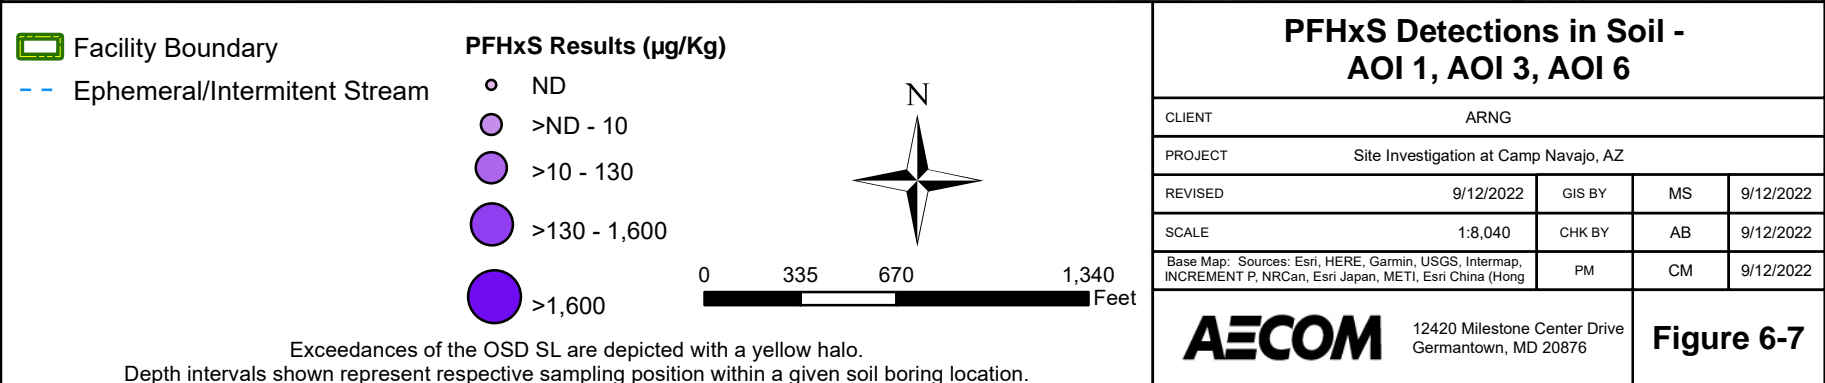 Facility Boundary
Ephemeral/Intermitent Stream
PFHxS Results (µg/Kg)
ND
>ND - 10
>10 - 130
>130 - 1,600
>1,600
N
0 335 670 1,340
Feet
Exceedances of the OSD SL are depicted with a yellow halo.
Depth intervals shown represent respective sampling position within a given soil boring location.
PFHxS Detections in Soil -
AOI 1, AOI 3, AOI 6
CLIENT ARNG
PROJECT Site Investigation at Camp Navajo, AZ
REVISED 9/12/2022 GIS BY MS 9/12/2022
SCALE 1:8,040 CHK BY AB 9/12/2022
Base Map: Sources: Esri, HERE, Garmin, USGS, Intermap,
INCREMENT P, NRCan, Esri Japan, METI, Esri China (Hong
PM CM 9/12/2022
AECOM
12420 Milestone Center Drive
Germantown, MD 20876
Figure 6-7